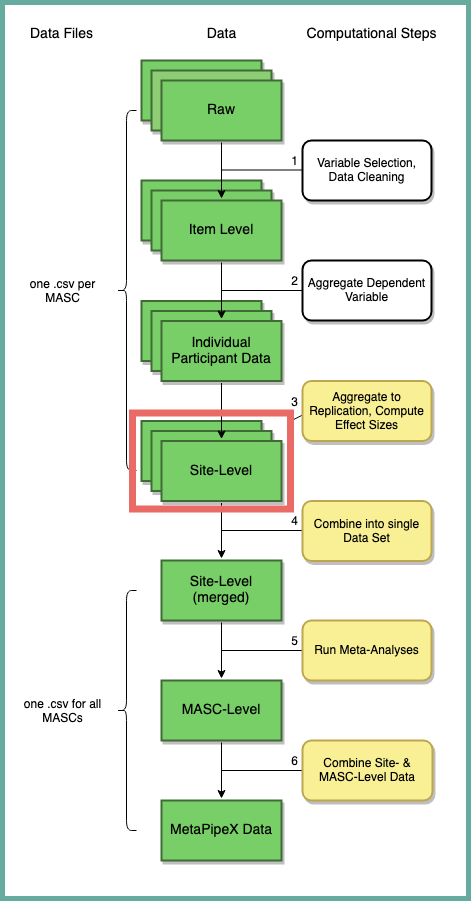 Data Files
Data
Computational Steps
Raw
1
Variable Selection,
Data Cleaning
Item Level
2
Aggregate Dependent
Variable
one .csv per
MASC
Individual
Participant Data
3
Aggregate to
Replication, Compute
Effect Sizes
Site-Level
4
Combine into single
Data Set
Site-Level
(merged)
5
Run Meta-Analyses
one .csv for all
MASCs
MASC-Level
6
Combine Site- &
MASC-Level Data
MetaPipeX Data